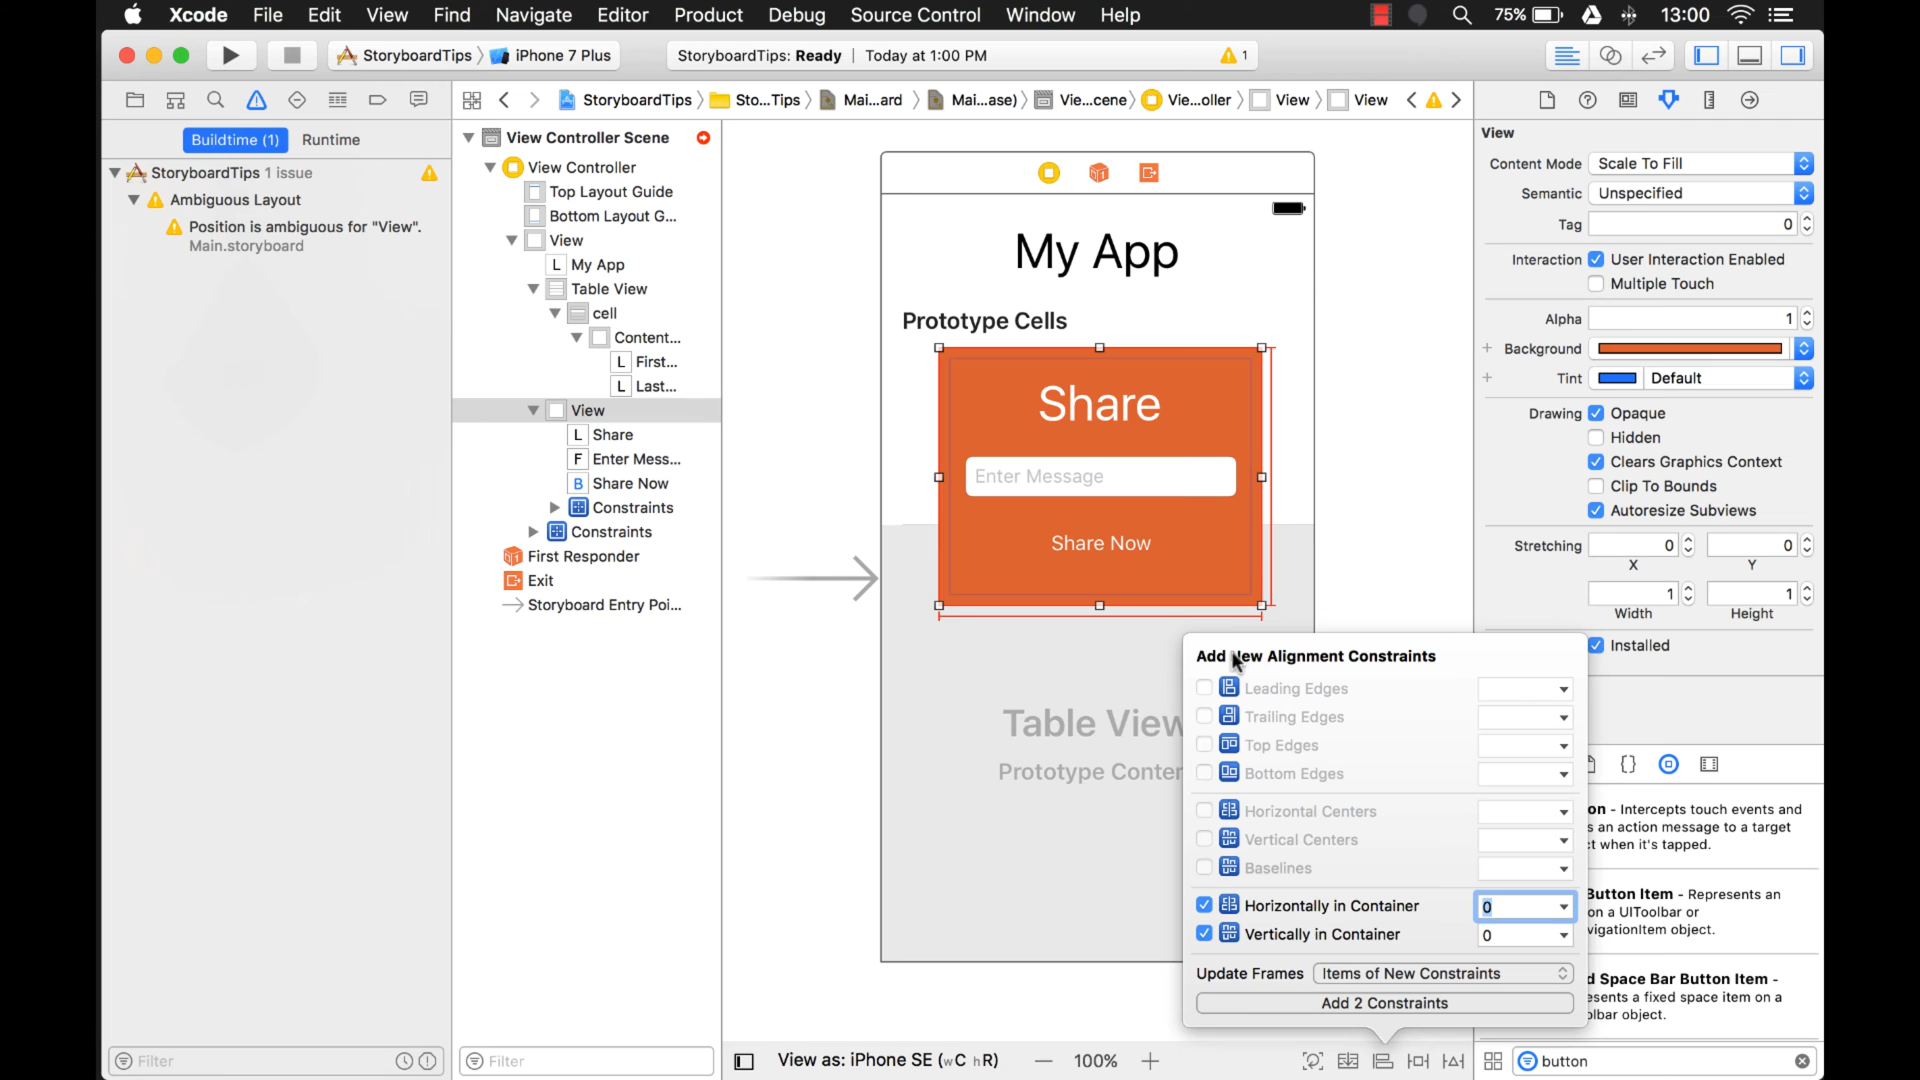 Xcode File Edit View Find Navigate Editor Product Debug Source Control Window Help 75% 13:00
StoryboardTips iPhone 7 Plus StoryboardTips: Ready | Today at 1:00 PM 1
StoryboardTips Sto...Tips Mai...ard Mai...ase) Vie...cene Vie...oller View View
Buildtime (1) Runtime
StoryboardTips 1 issue
Ambiguous Layout
Position is ambiguous for "View".
Main.storyboard
Filter
View Controller Scene
View Controller
Top Layout Guide
Bottom Layout G...
View
L My App
Table View
cell
Content...
L First...
L Last...
View
L Share
F Enter Mess...
B Share Now
Constraints
Constraints
First Responder
Exit
Storyboard Entry Poi...
Filter
My App
Prototype Cells
Share
Enter Message
Share Now
Table View
Prototype Conten
Add New Alignment Constraints
Leading Edges
Trailing Edges
Top Edges
Bottom Edges
Horizontal Centers
Vertical Centers
Baselines
Horizontally in Container 0
Vertically in Container 0
Update Frames Items of New Constraints
Add 2 Constraints
View as: iPhone SE (wC hR) — 100% +
View
Content Mode Scale To Fill
Semantic Unspecified
Tag 0
Interaction User Interaction Enabled
Multiple Touch
Alpha 1
+ Background
+ Tint Default
Drawing Opaque
Hidden
Clears Graphics Context
Clip To Bounds
Autoresize Subviews
Stretching 0 0
X Y
1 1
Width Height
Installed
{}
on - Intercepts touch events and
s an action message to a target
ct when it's tapped.
Button Item - Represents an
on a UIToolbar or
vigationItem object.
d Space Bar Button Item -
esents a fixed space item on a
olbar object.
button